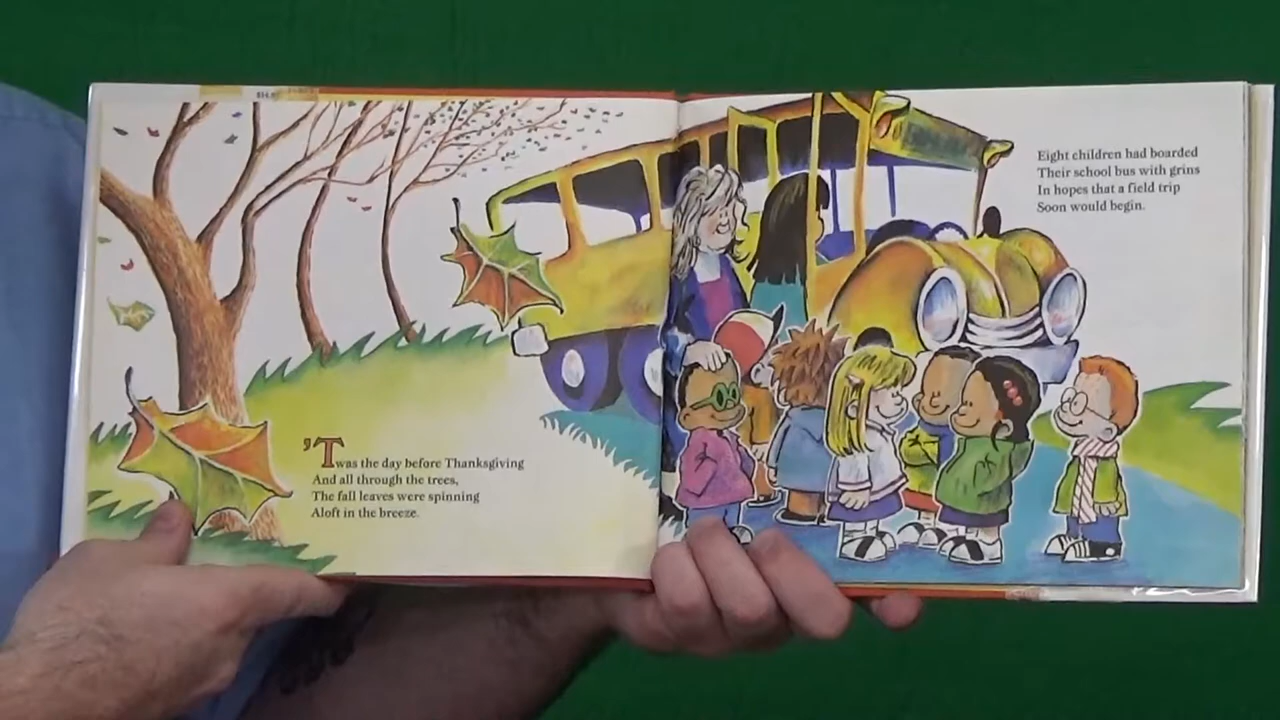 'Twas the day before Thanksgiving
And all through the trees,
The fall leaves were spinning
Aloft in the breeze.
Eight children had boarded
Their school bus with grins
In hopes that a field trip
Soon would begin.